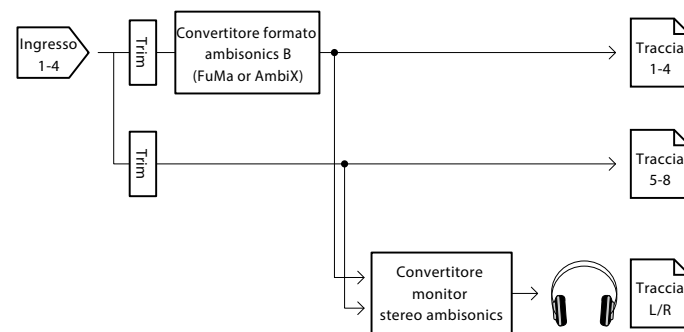 Ingresso
1-4
Trim
Convertitore formato
ambisonics B
(FuMa or AmbiX)
Traccia
1-4
Trim
Traccia
5-8
Convertitore
monitor
stereo ambisonics
Traccia
L/R